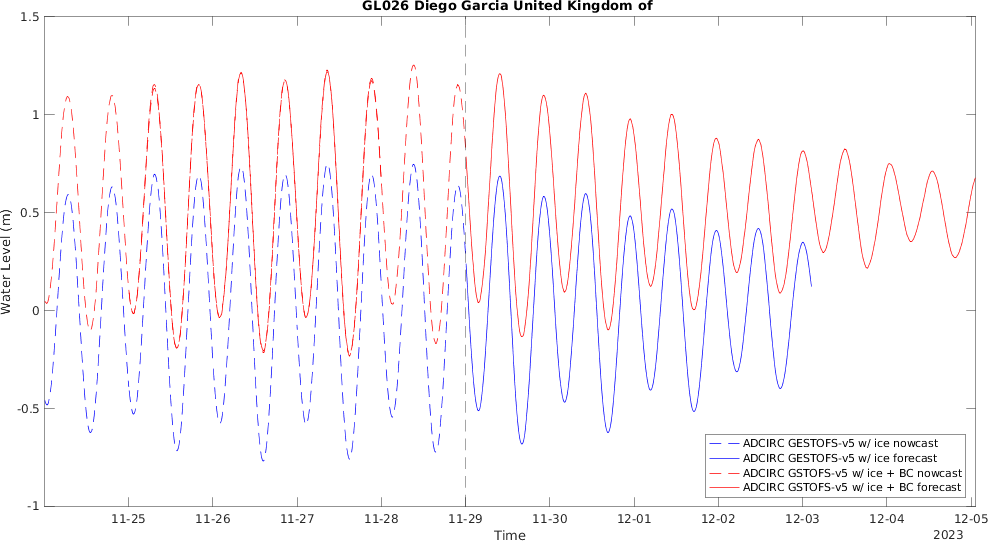 GL026 Diego Garcia United Kingdom of
1.5
1
0.5
0
-0.5
-1
Water Level (m)
11-25 11-26 11-27 11-28 11-29 11-30 12-01 12-02 12-03 12-04 12-05
Time
2023
ADCIRC GESTOFS-v5 w/ ice nowcast
ADCIRC GESTOFS-v5 w/ ice forecast
ADCIRC GSTOFS-v5 w/ ice + BC nowcast
ADCIRC GSTOFS-v5 w/ ice + BC forecast